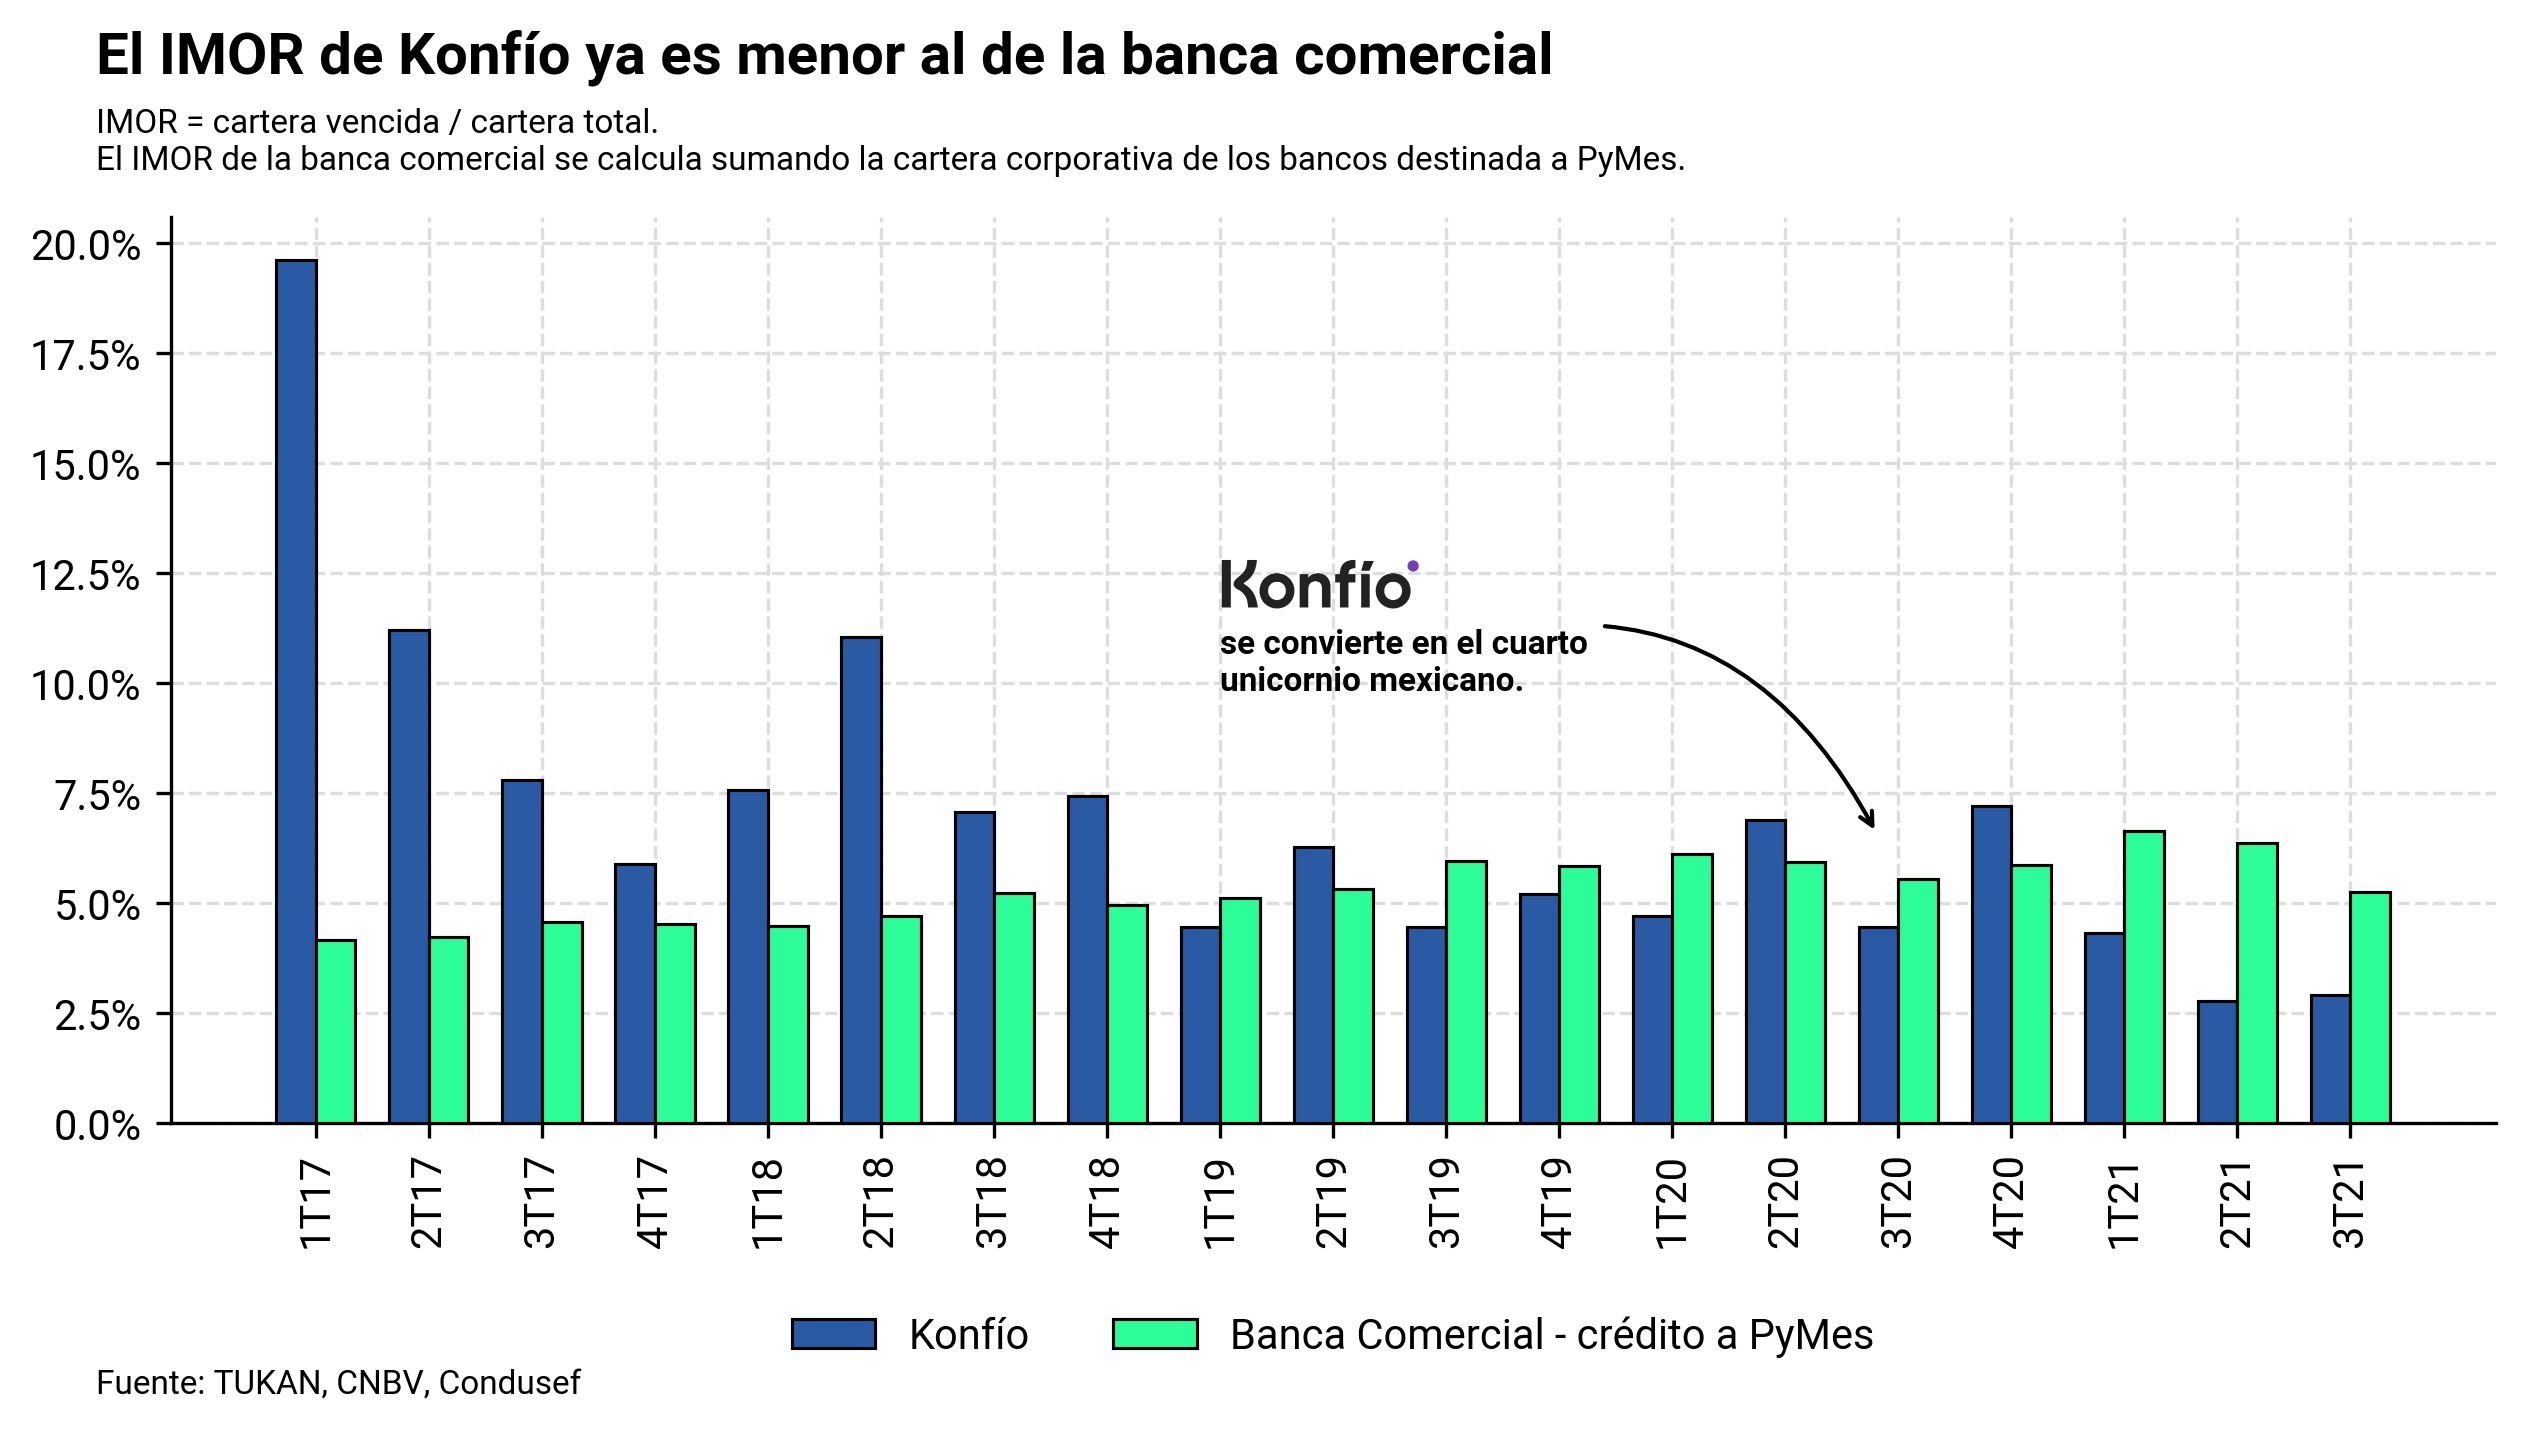 El IMOR de Konfío ya es menor al de la banca comercial
IMOR = cartera vencida / cartera total.
El IMOR de la banca comercial se calcula sumando la cartera corporativa de los bancos destinada a PyMes.
20.0%
17.5%
15.0%
12.5%
10.0%
7.5%
5.0%
2.5%
0.0%
Konfío
se convierte en el cuarto
unicornio mexicano.
1T17
2T17
3T17
4T17
1T18
2T18
3T18
4T18
1T19
2T19
3T19
4T19
1T20
2T20
3T20
4T20
1T21
2T21
3T21
Konfío
Banca Comercial - crédito a PyMes
Fuente: TUKAN, CNBV, Condusef